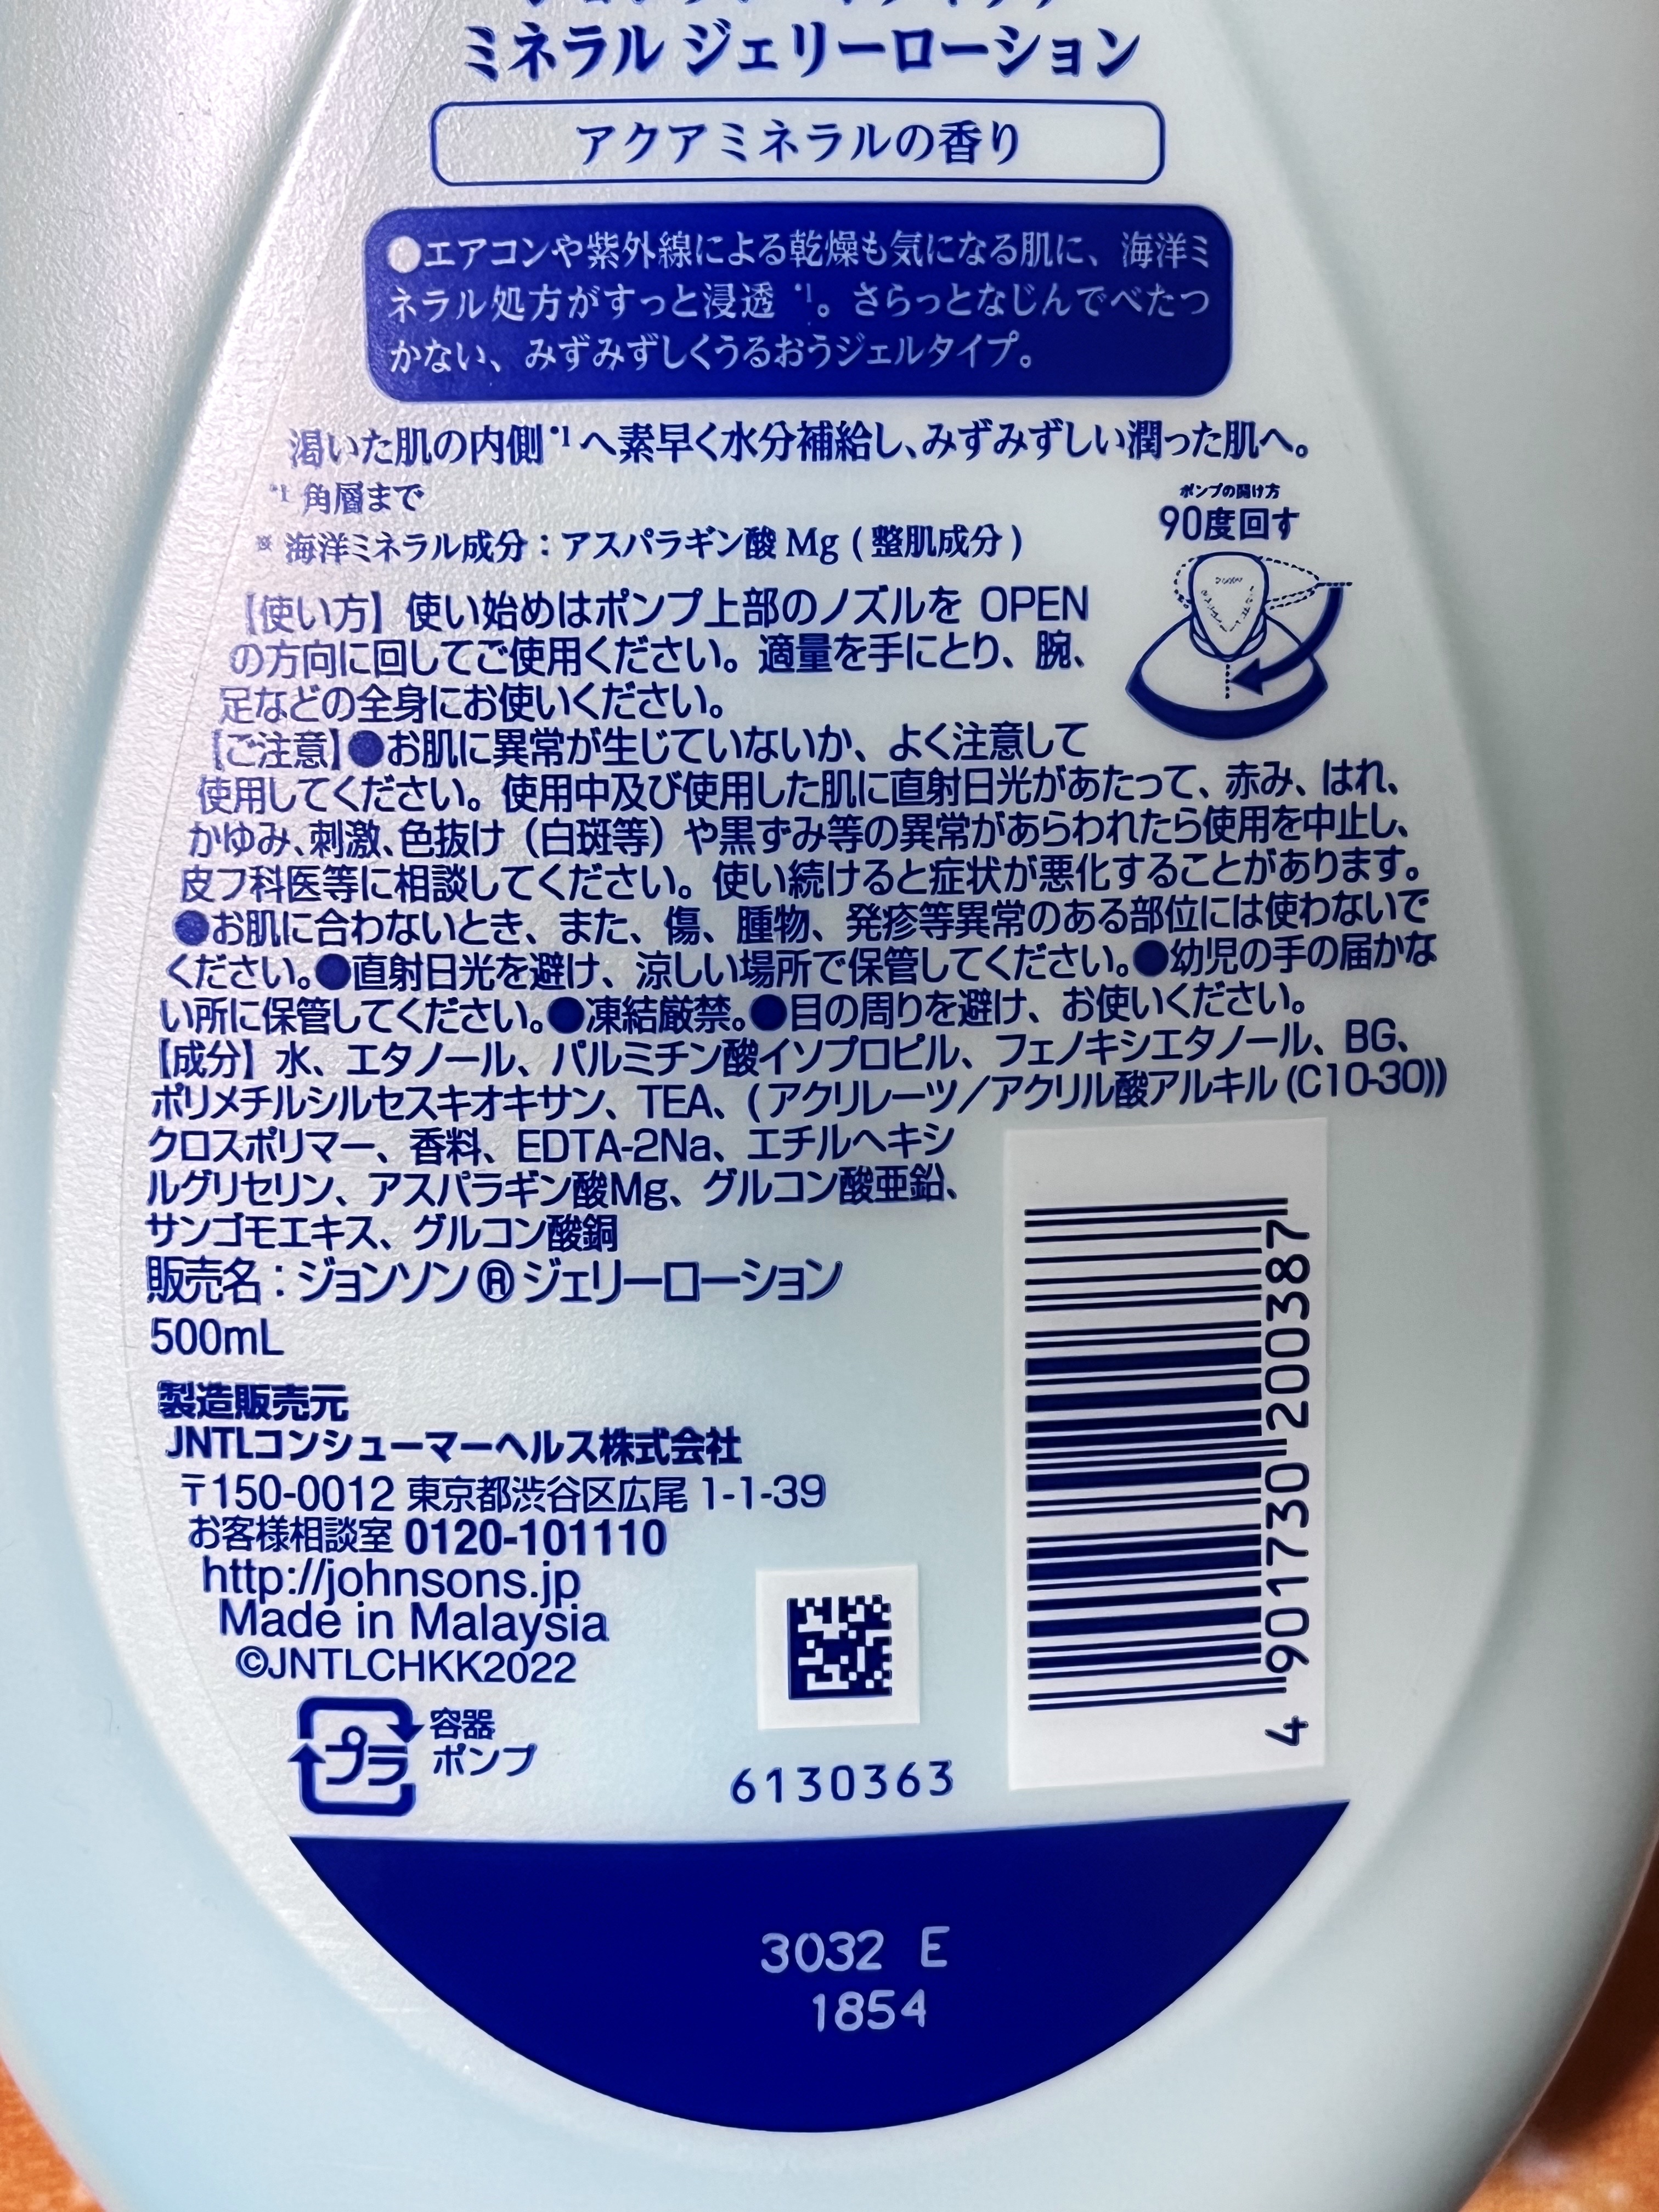 ミネラル ジェリーローション
アクアミネラルの香り
●エアコンや紫外線による乾燥も気になる肌に、海洋ミ
ネラル処方がすっと浸透*1。さらっとなじんでべたつ
かない、みずみずしくうるおうジェルタイプ。
渇いた肌の内側*1へ素早く水分補給し、みずみずしい潤った肌へ。
*1 角層まで
※ 海洋ミネラル成分：アスパラギン酸 Mg ( 整肌成分 )
ポンプの開け方
90度回す
【使い方】使い始めはポンプ上部のノズルを OPEN
の方向に回してご使用ください。適量を手にとり、腕、
足などの全身にお使いください。
【ご注意】●お肌に異常が生じていないか、よく注意して
使用してください。使用中及び使用した肌に直射日光があたって、赤み、はれ、
かゆみ、刺激、色抜け（白斑等）や黒ずみ等の異常があらわれたら使用を中止し、
皮フ科医等に相談してください。使い続けると症状が悪化することがあります。
●お肌に合わないとき、また、傷、腫物、発疹等異常のある部位には使わないで
ください。●直射日光を避け、涼しい場所で保管してください。●幼児の手の届かな
い所に保管してください。●凍結厳禁。●目の周りを避け、お使いください。
【成分】水、エタノール、パルミチン酸イソプロピル、フェノキシエタノール、BG、
ポリメチルシルセスキオキサン、TEA、(アクリレーツ／アクリル酸アルキル (C10-30))
クロスポリマー、香料、EDTA-2Na、エチルヘキシ
ルグリセリン、アスパラギン酸Mg、グルコン酸亜鉛、
サンゴモエキス、グルコン酸銅
販売名：ジョンソン®ジェリーローション
500mL
製造販売元
JNTLコンシューマーヘルス株式会社
〒150-0012 東京都渋谷区広尾 1-1-39
お客様相談室 0120-101110
http://johnsons.jp
Made in Malaysia
©JNTLCHKK2022
プラ
容器
ポンプ
6130363
4 901730 200387
3032 E
1854